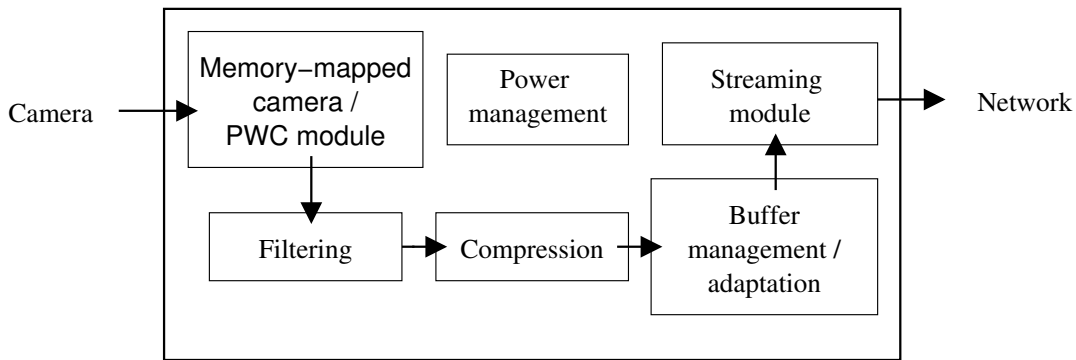 Camera
Memory−mapped
camera /
PWC module
Power
management
Streaming
module
Network
Filtering
Compression
Buffer
management /
adaptation